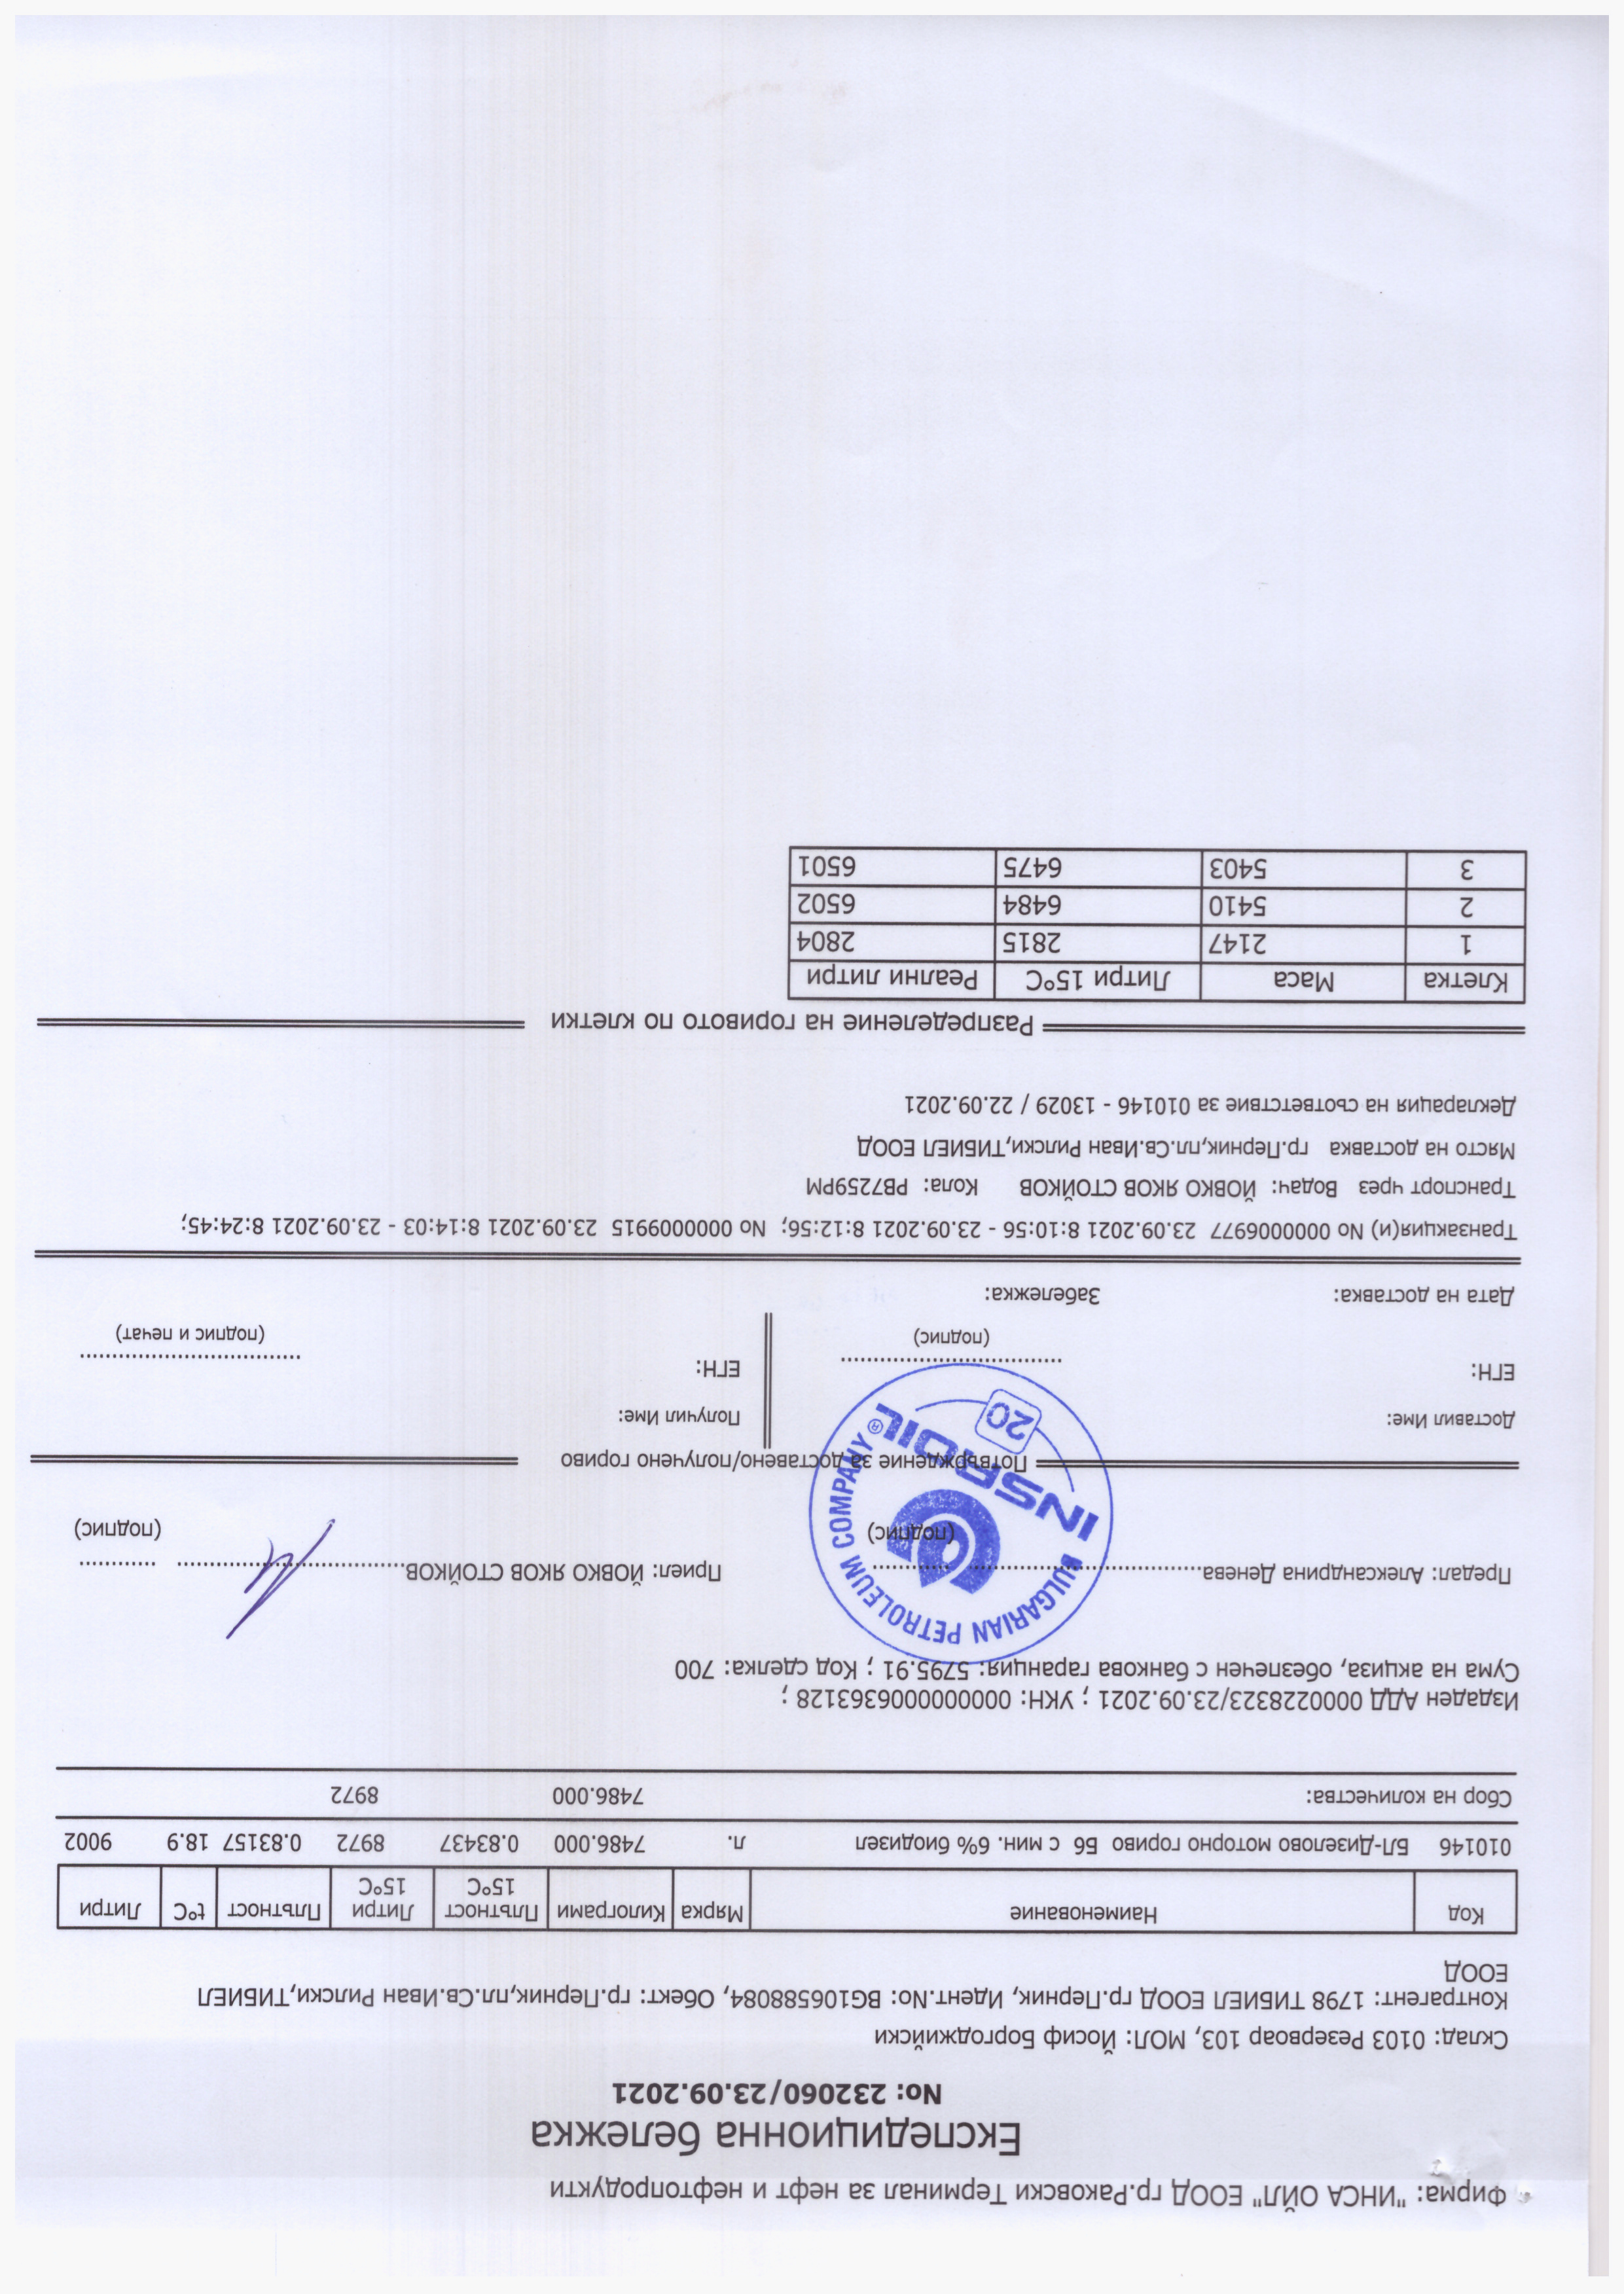 Фирма: "ИНСА ОЙЛ" ЕООД гр.Раковски Терминал за нефт и нефтопродукти
Експедиционна бележка
No: 232060/23.09.2021
Склад: 0103 Резервоар 103, МОЛ: Йосиф Боргоджийски
Контрагент: 1798 ТИБИЕЛ ЕООД гр.Перник, Идент.No: BG106588084, Обект: гр.Перник,пл.Св.Иван Рилски,ТИБИЕЛ
ЕООД
Код Наименование Мярка Килограми Плътност 15°C Литри 15°C Плътност t°C Литри
010146 БЛ-Дизелово моторно гориво Б6 с мин. 6% биодизел л. 7486.000 0.83437 8972 0.83157 18.9 9002
Сбор на количества: 7486.000 8972
Издаден АДД 0000228323/23.09.2021 ; УКН: 0000000006363128 ;
Сума на акциза, обезпечен с банкова гаранция: 5795.91 ; Код сделка: 700
Предал: Александрина Денева.................................... ............ Приел: ЙОВКО ЯКОВ СТОЙКОВ.................................... ............
(подпис) (подпис)
BULGARIAN PETROLEUM COMPANY
INSAOIL®
20
Потвърждение за доставено/получено гориво
Доставил Име: Получил Име:
ЕГН: .................................. ЕГН: ..................................
(подпис) (подпис и печат)
Дата на доставка: Забележка:
Транзакция(и) No 0000006977 23.09.2021 8:10:56 - 23.09.2021 8:12:56; No 0000009915 23.09.2021 8:14:03 - 23.09.2021 8:24:45;
Транспорт чрез Водач: ЙОВКО ЯКОВ СТОЙКОВ Кола: PB7259PM
Място на доставка гр.Перник,пл.Св.Иван Рилски,ТИБИЕЛ ЕООД
Декларация на съответствие за 010146 - 13029 / 22.09.2021
Разпределение на горивото по клетки
Клетка Маса Литри 15°C Реални литри
1 2147 2815 2804
2 5410 6484 6502
3 5403 6475 6501